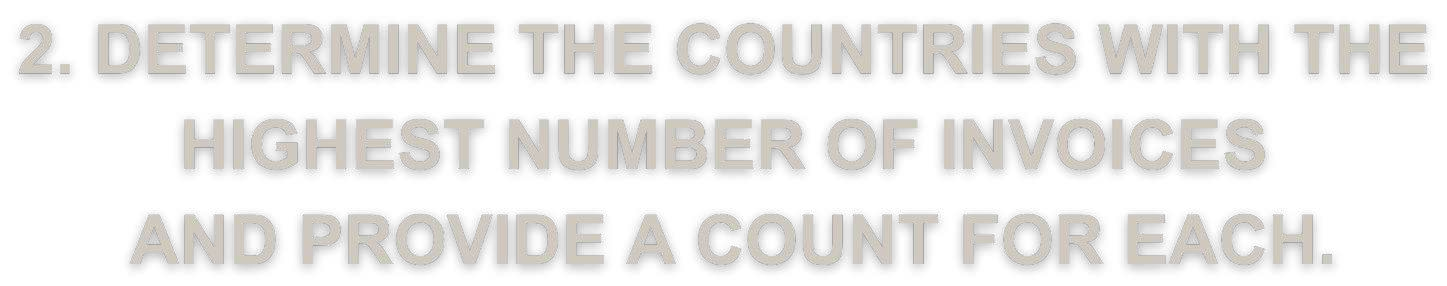 2. DETERMINE THE COUNTRIES WITH THE
HIGHEST NUMBER OF INVOICES
AND PROVIDE A COUNT FOR EACH.